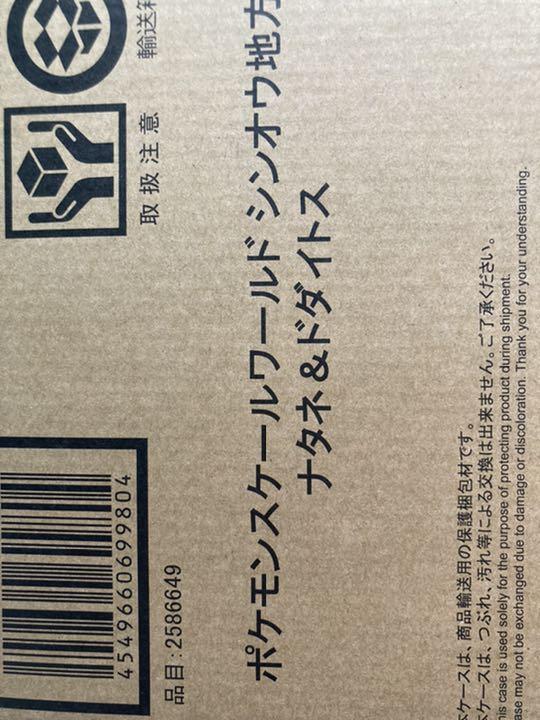 輸送箱
取扱注意
ポケモンスケールワールド シンオウ地方
ナタネ&ドダイトス
4549660699804
品目:2586649
本ケースは、商品輸送用の保護梱包材です。
本ケースは、つぶれ、汚れ等による交換は出来ません。ご了承ください。
This case is used solely for the purpose of protecting product during shipment.
Case may not be exchanged due to damage or discoloration. Thank you for your understanding.